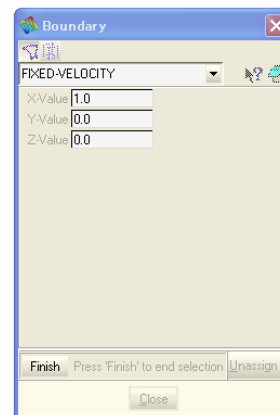 Boundary
FIXED-VELOCITY
X-Value 1.0
Y-Value 0.0
Z-Value 0.0
Finish Press 'Finish' to end selection Unassign
Close